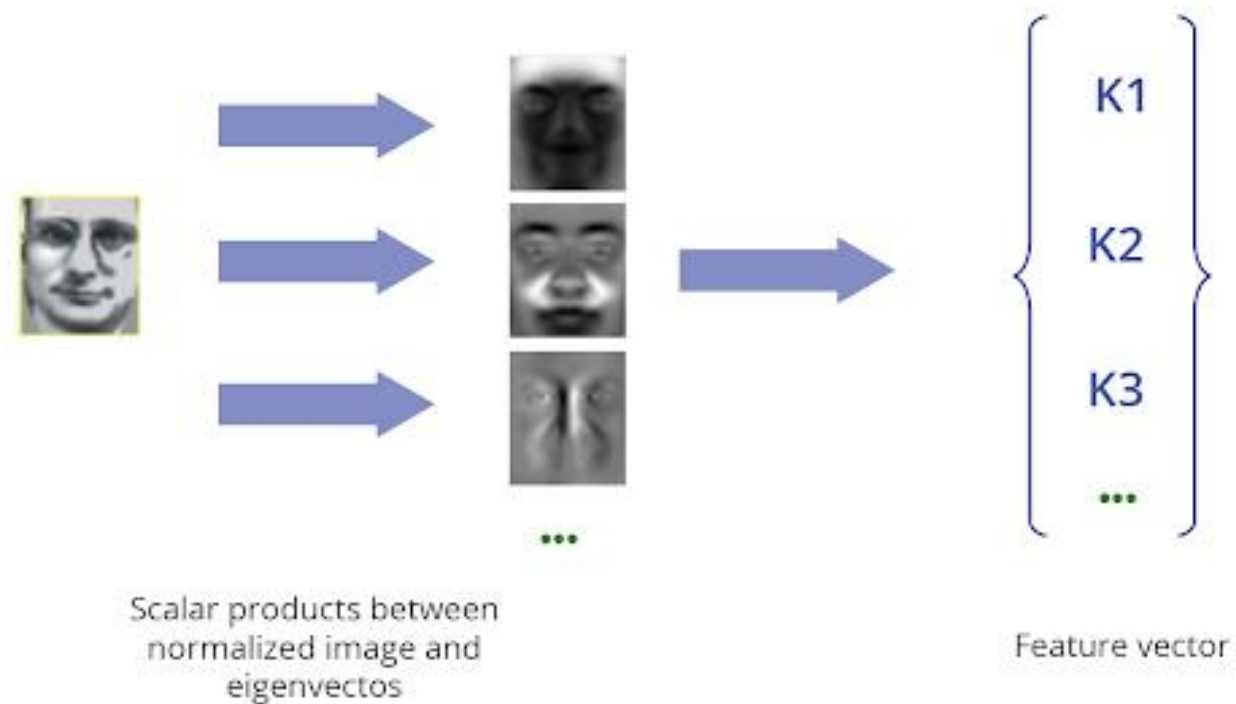 K1
K2
K3
...
...
Scalar products between
normalized image and
eigenvectos
Feature vector